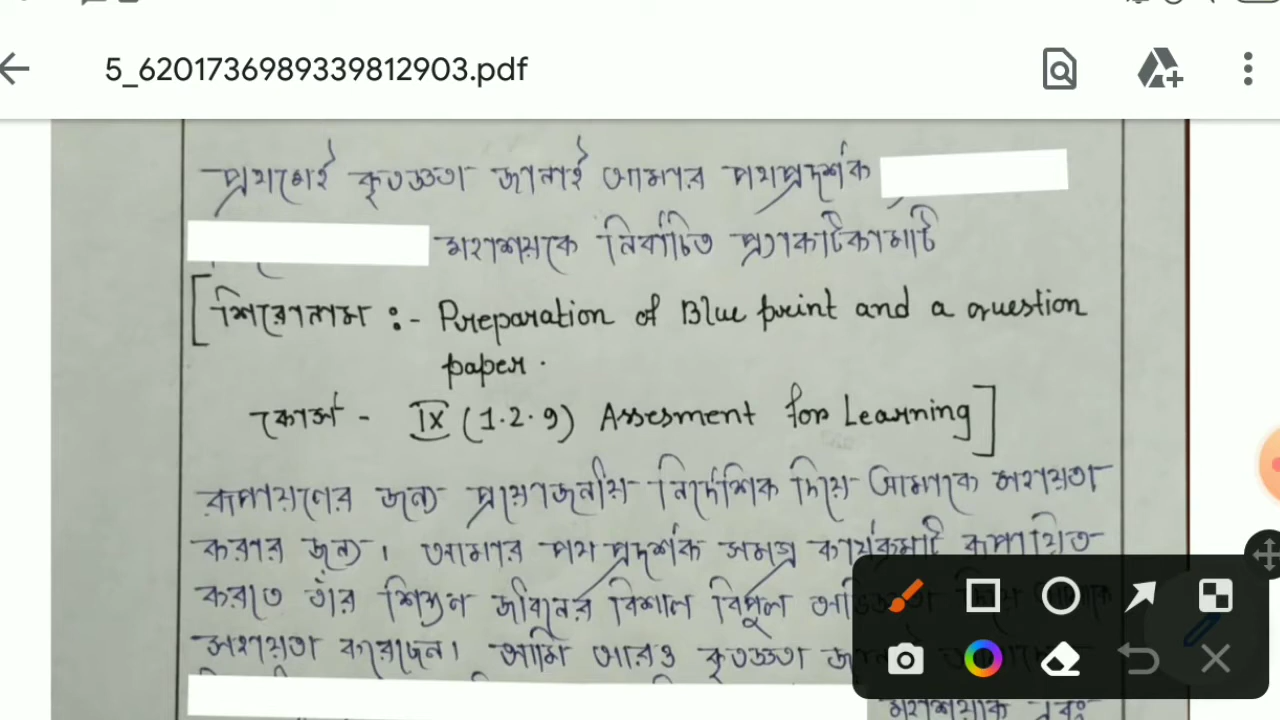 5_6201736989339812903.pdf
প্রথমেই কৃতজ্ঞতা জানাই আমার পথপ্রদর্শক
মহাশয়কে নির্বাচিত প্র্যাকটিকামটি
[শিরোনাম :- Preparation of Blue print and a question
paper.
কোর্স - IX (1.2.9) Assesment for Learning]
রূপায়ণের জন্য প্রয়োজনীয় নির্দেশিক দিয়ে আমাকে সহায়তা
করার জন্য। আমার পথ প্রদর্শক সমগ্র কার্যক্রমটি রূপায়িত
করতে তাঁর শিক্ষণ জীবনের বিশাল বিপুল
সহায়তা করেছেন। আমি আরও কৃতজ্ঞতা
মহাশয়কে এবং